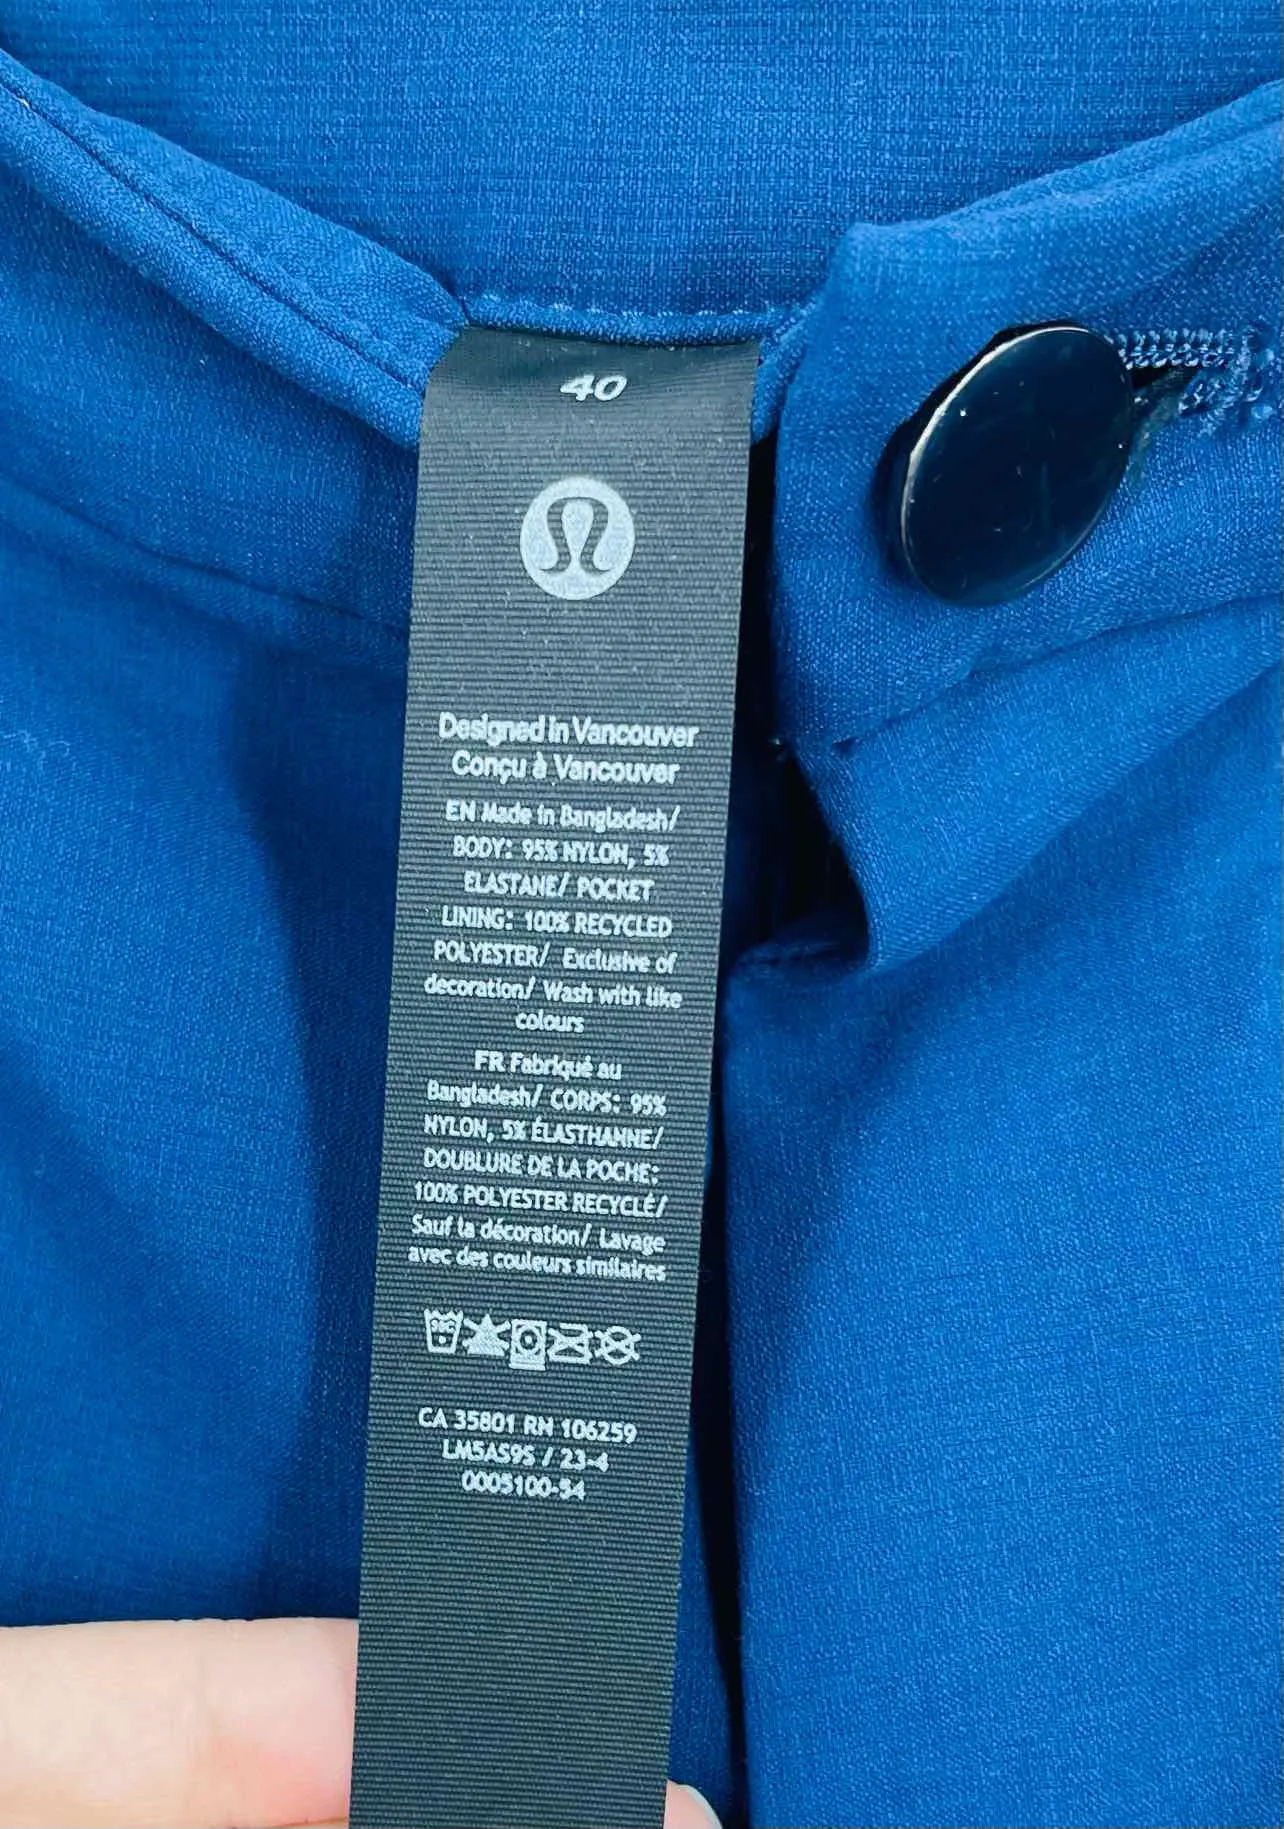 40
Designed in Vancouver
Conçu à Vancouver
EN Made in Bangladesh/
BODY: 95% NYLON, 5%
ELASTANE/ POCKET
LINING: 100% RECYCLED
POLYESTER/ Exclusive of
decoration/ Wash with like
colours
FR Fabriqué au
Bangladesh/ CORPS: 95%
NYLON, 5% ÉLASTHANNE/
DOUBLURE DE LA POCHE:
100% POLYESTER RECYCLÉ/
Sauf la décoration/ Lavage
avec des couleurs similaires
CA 35801 RN 106259
LM5AS9S / 23-4
0005100-54